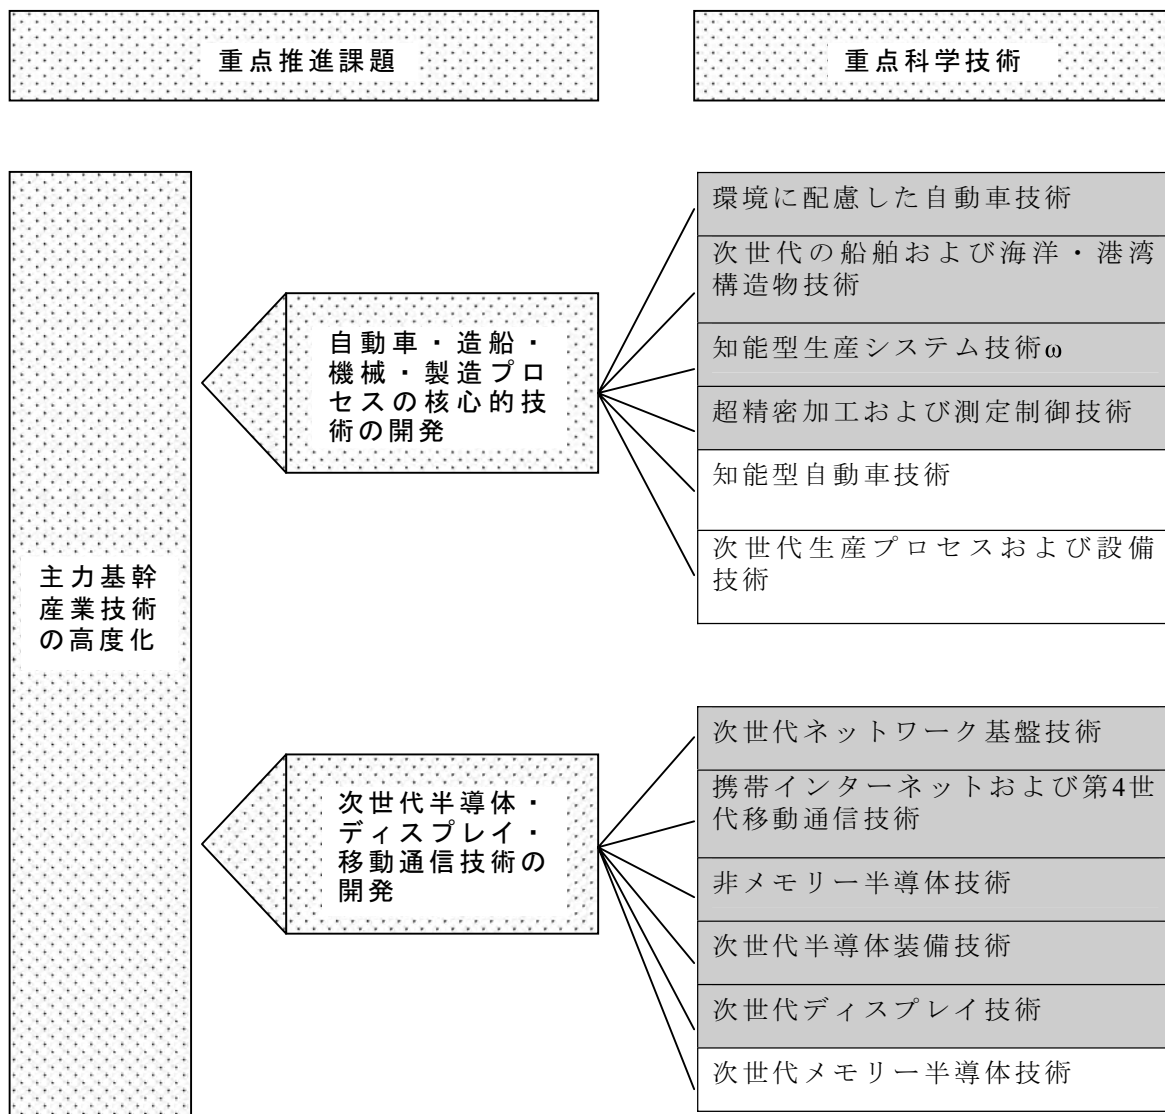 重点推進課題
重点科学技術
主力基幹
産業技術
の高度化
自動車・造船・
機械・製造プロ
セスの核心的技
術の開発
環境に配慮した自動車技術
次世代の船舶および海洋・港湾
構造物技術
知能型生産システム技術ω
超精密加工および測定制御技術
知能型自動車技術
次世代生産プロセスおよび設備
技術
次世代半導体・
ディスプレイ・
移動通信技術の
開発
次世代ネットワーク基盤技術
携帯インターネットおよび第4世
代移動通信技術
非メモリー半導体技術
次世代半導体装備技術
次世代ディスプレイ技術
次世代メモリー半導体技術